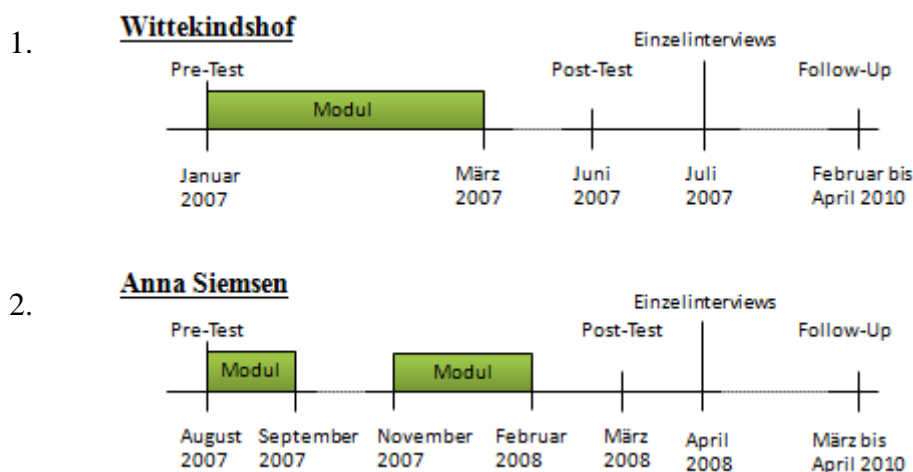 1.
Wittekindshof
Einzelinterviews
Pre-Test Post-Test Follow-Up
Modul
Januar März Juni Juli Februar bis
2007 2007 2007 2007 April 2010
2.
Anna Siemsen
Einzelinterviews
Pre-Test Post-Test Follow-Up
Modul Modul
August September November Februar März April März bis
2007 2007 2007 2008 2008 2008 April 2010